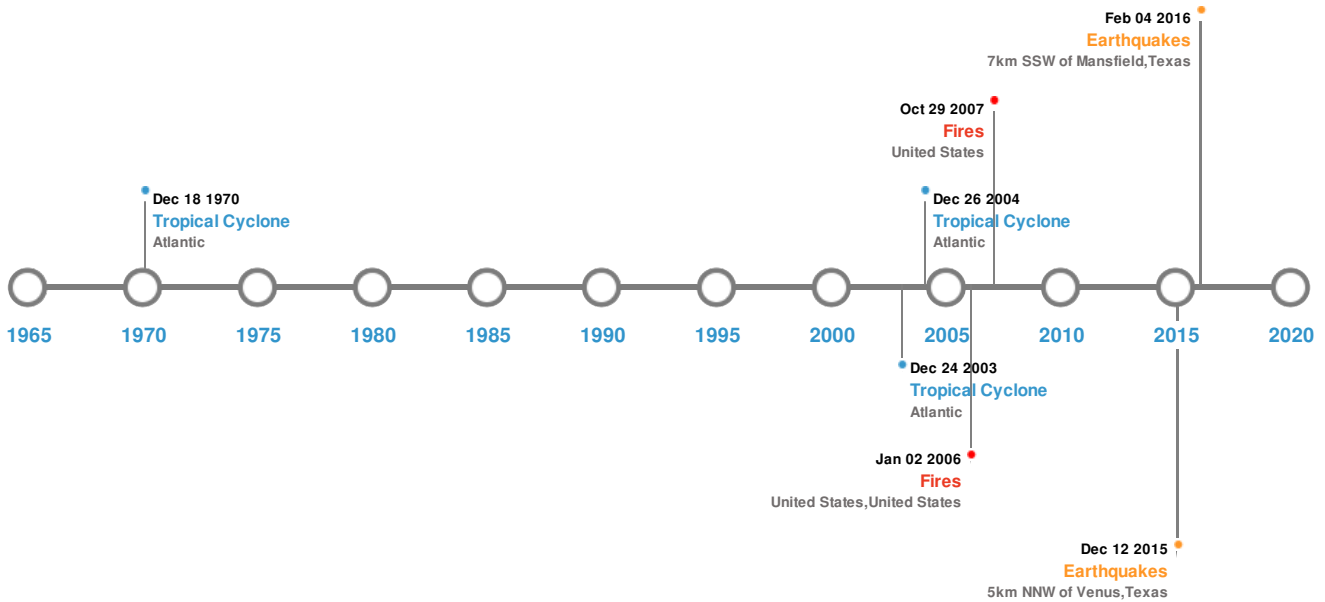 Feb 04 2016
Earthquakes
7km SSW of Mansfield,Texas
Oct 29 2007
Fires
United States
Dec 18 1970
Tropical Cyclone
Atlantic
Dec 26 2004
Tropical Cyclone
Atlantic
1965 1970 1975 1980 1985 1990 1995 2000 2005 2010 2015 2020
Dec 24 2003
Tropical Cyclone
Atlantic
Jan 02 2006
Fires
United States,United States
Dec 12 2015
Earthquakes
5km NNW of Venus,Texas